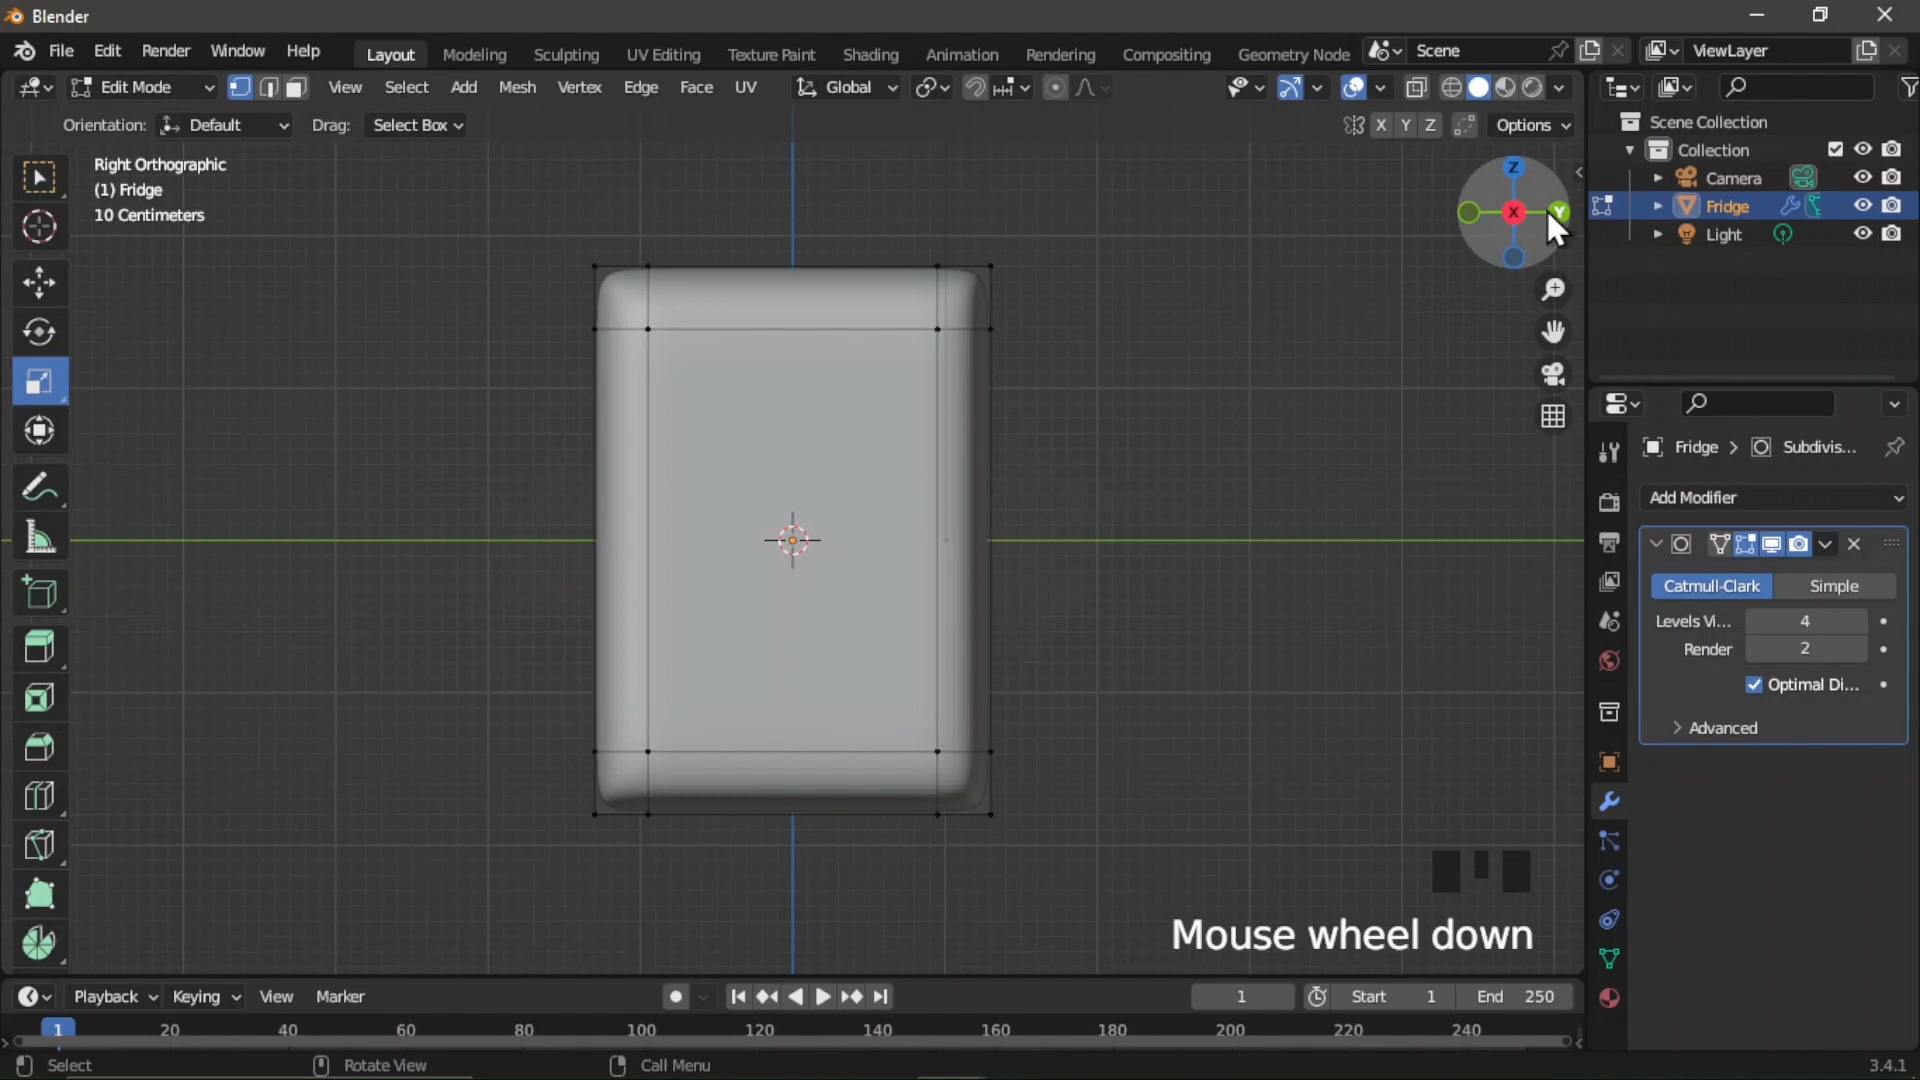 Blender
File Edit Render Window Help Layout Modeling Sculpting UV Editing Texture Paint Shading Animation Rendering Compositing Geometry Node Scene ViewLayer
Edit Mode View Select Add Mesh Vertex Edge Face UV Global
Orientation: Default Drag: Select Box X Y Z Options
Right Orthographic
(1) Fridge
10 Centimeters
Z
X
Y
Scene Collection
Collection
Camera
Fridge
Light
Fridge > Subdivis...
Add Modifier
Catmull-Clark Simple
Levels Vi... 4
Render 2
Optimal Di...
Advanced
Mouse wheel down
Playback Keying View Marker 1 Start 1 End 250
1 20 40 60 80 100 120 140 160 180 200 220 240
Select Rotate View Call Menu 3.4.1